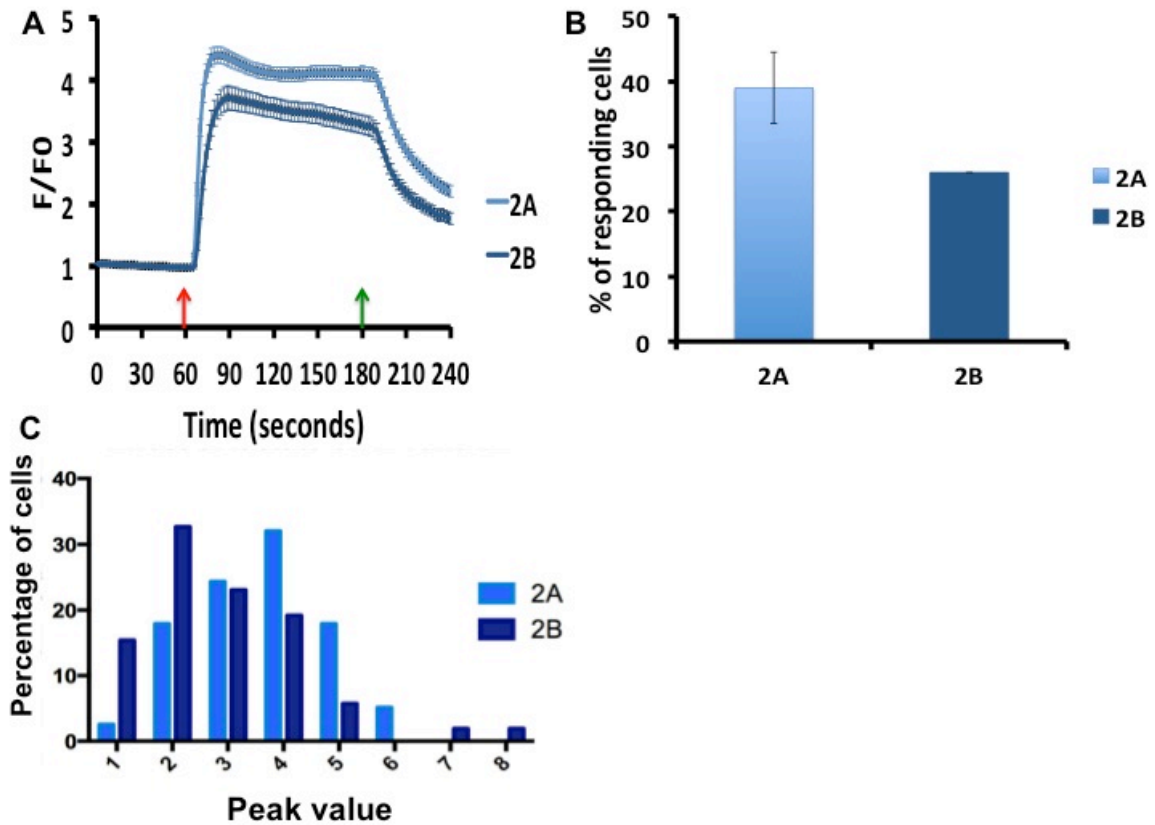 A
5
4
3
2
1
0
F/F0
0 30 60 90 120 150 180 210 240
Time (seconds)
2A
2B
B
50
40
30
20
10
0
% of responding cells
2A 2B
2A
2B
C
40
30
20
10
0
Percentage of cells
1 2 3 4 5 6 7 8
Peak value
2A
2B